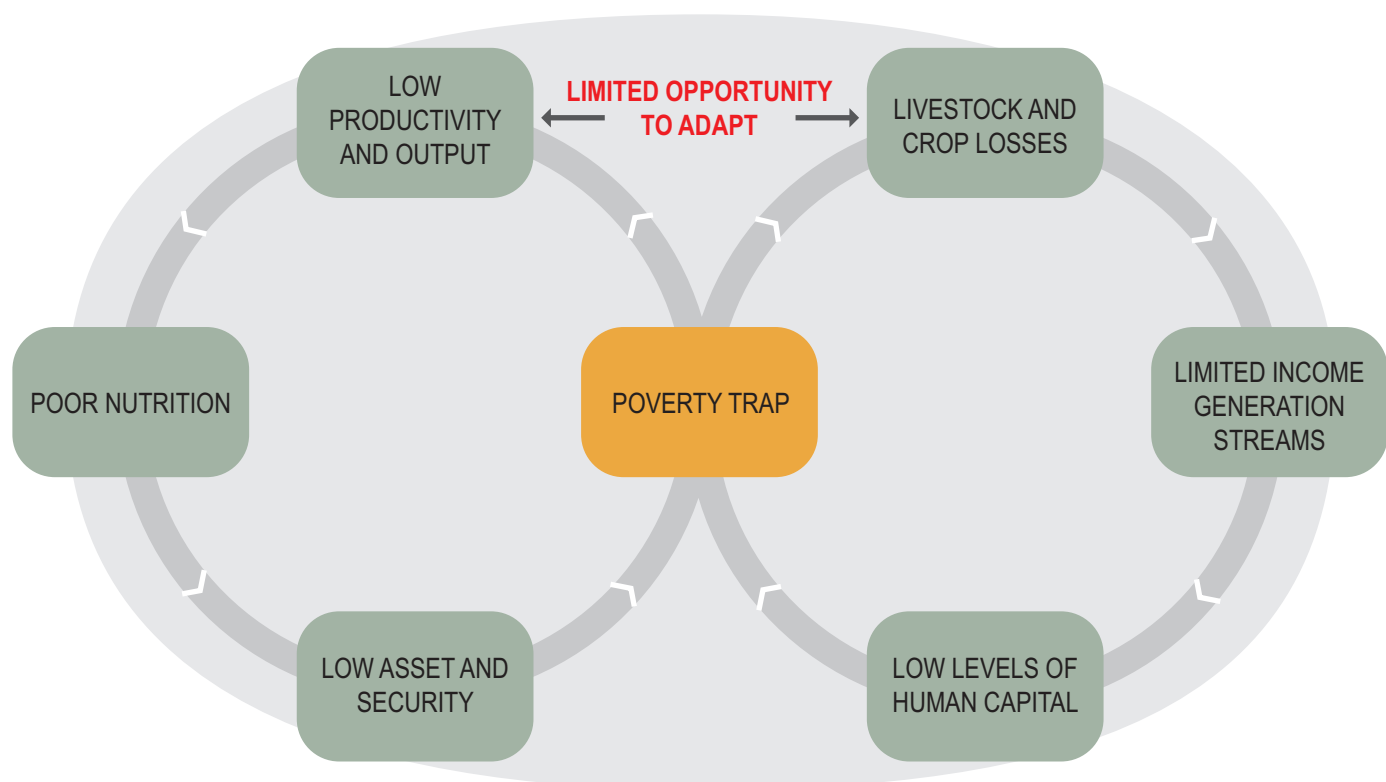 LOW
PRODUCTIVITY
AND OUTPUT
LIMITED OPPORTUNITY
TO ADAPT
LIVESTOCK AND
CROP LOSSES
POOR NUTRITION
POVERTY TRAP
LIMITED INCOME
GENERATION
STREAMS
LOW ASSET AND
SECURITY
LOW LEVELS OF
HUMAN CAPITAL